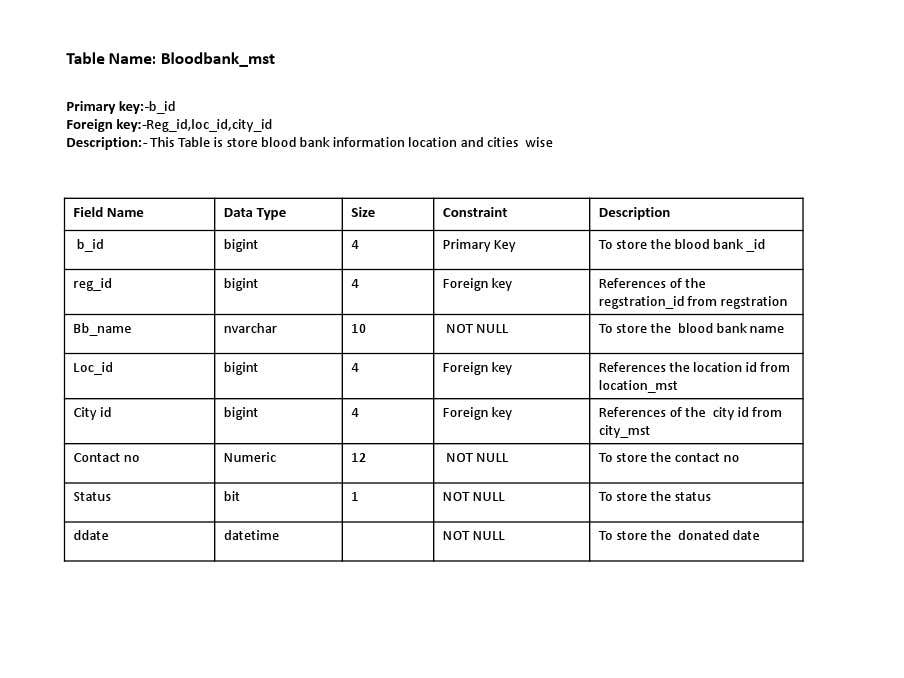 Table Name: Bloodbank_mst
Primary key:-b_id
Foreign key:-Reg_id,loc_id,city_id
Description:- This Table is store blood bank information location and cities  wise
Field Name Data Type Size Constraint Description
b_id bigint 4 Primary Key To store the blood bank _id
reg_id bigint 4 Foreign key References of the
regstration_id from regstration
Bb_name nvarchar 10 NOT NULL To store the  blood bank name
Loc_id bigint 4 Foreign key References the location id from
location_mst
City id bigint 4 Foreign key References of the  city id from
city_mst
Contact no Numeric 12 NOT NULL To store the contact no
Status bit 1 NOT NULL To store the status
ddate datetime NOT NULL To store the  donated date